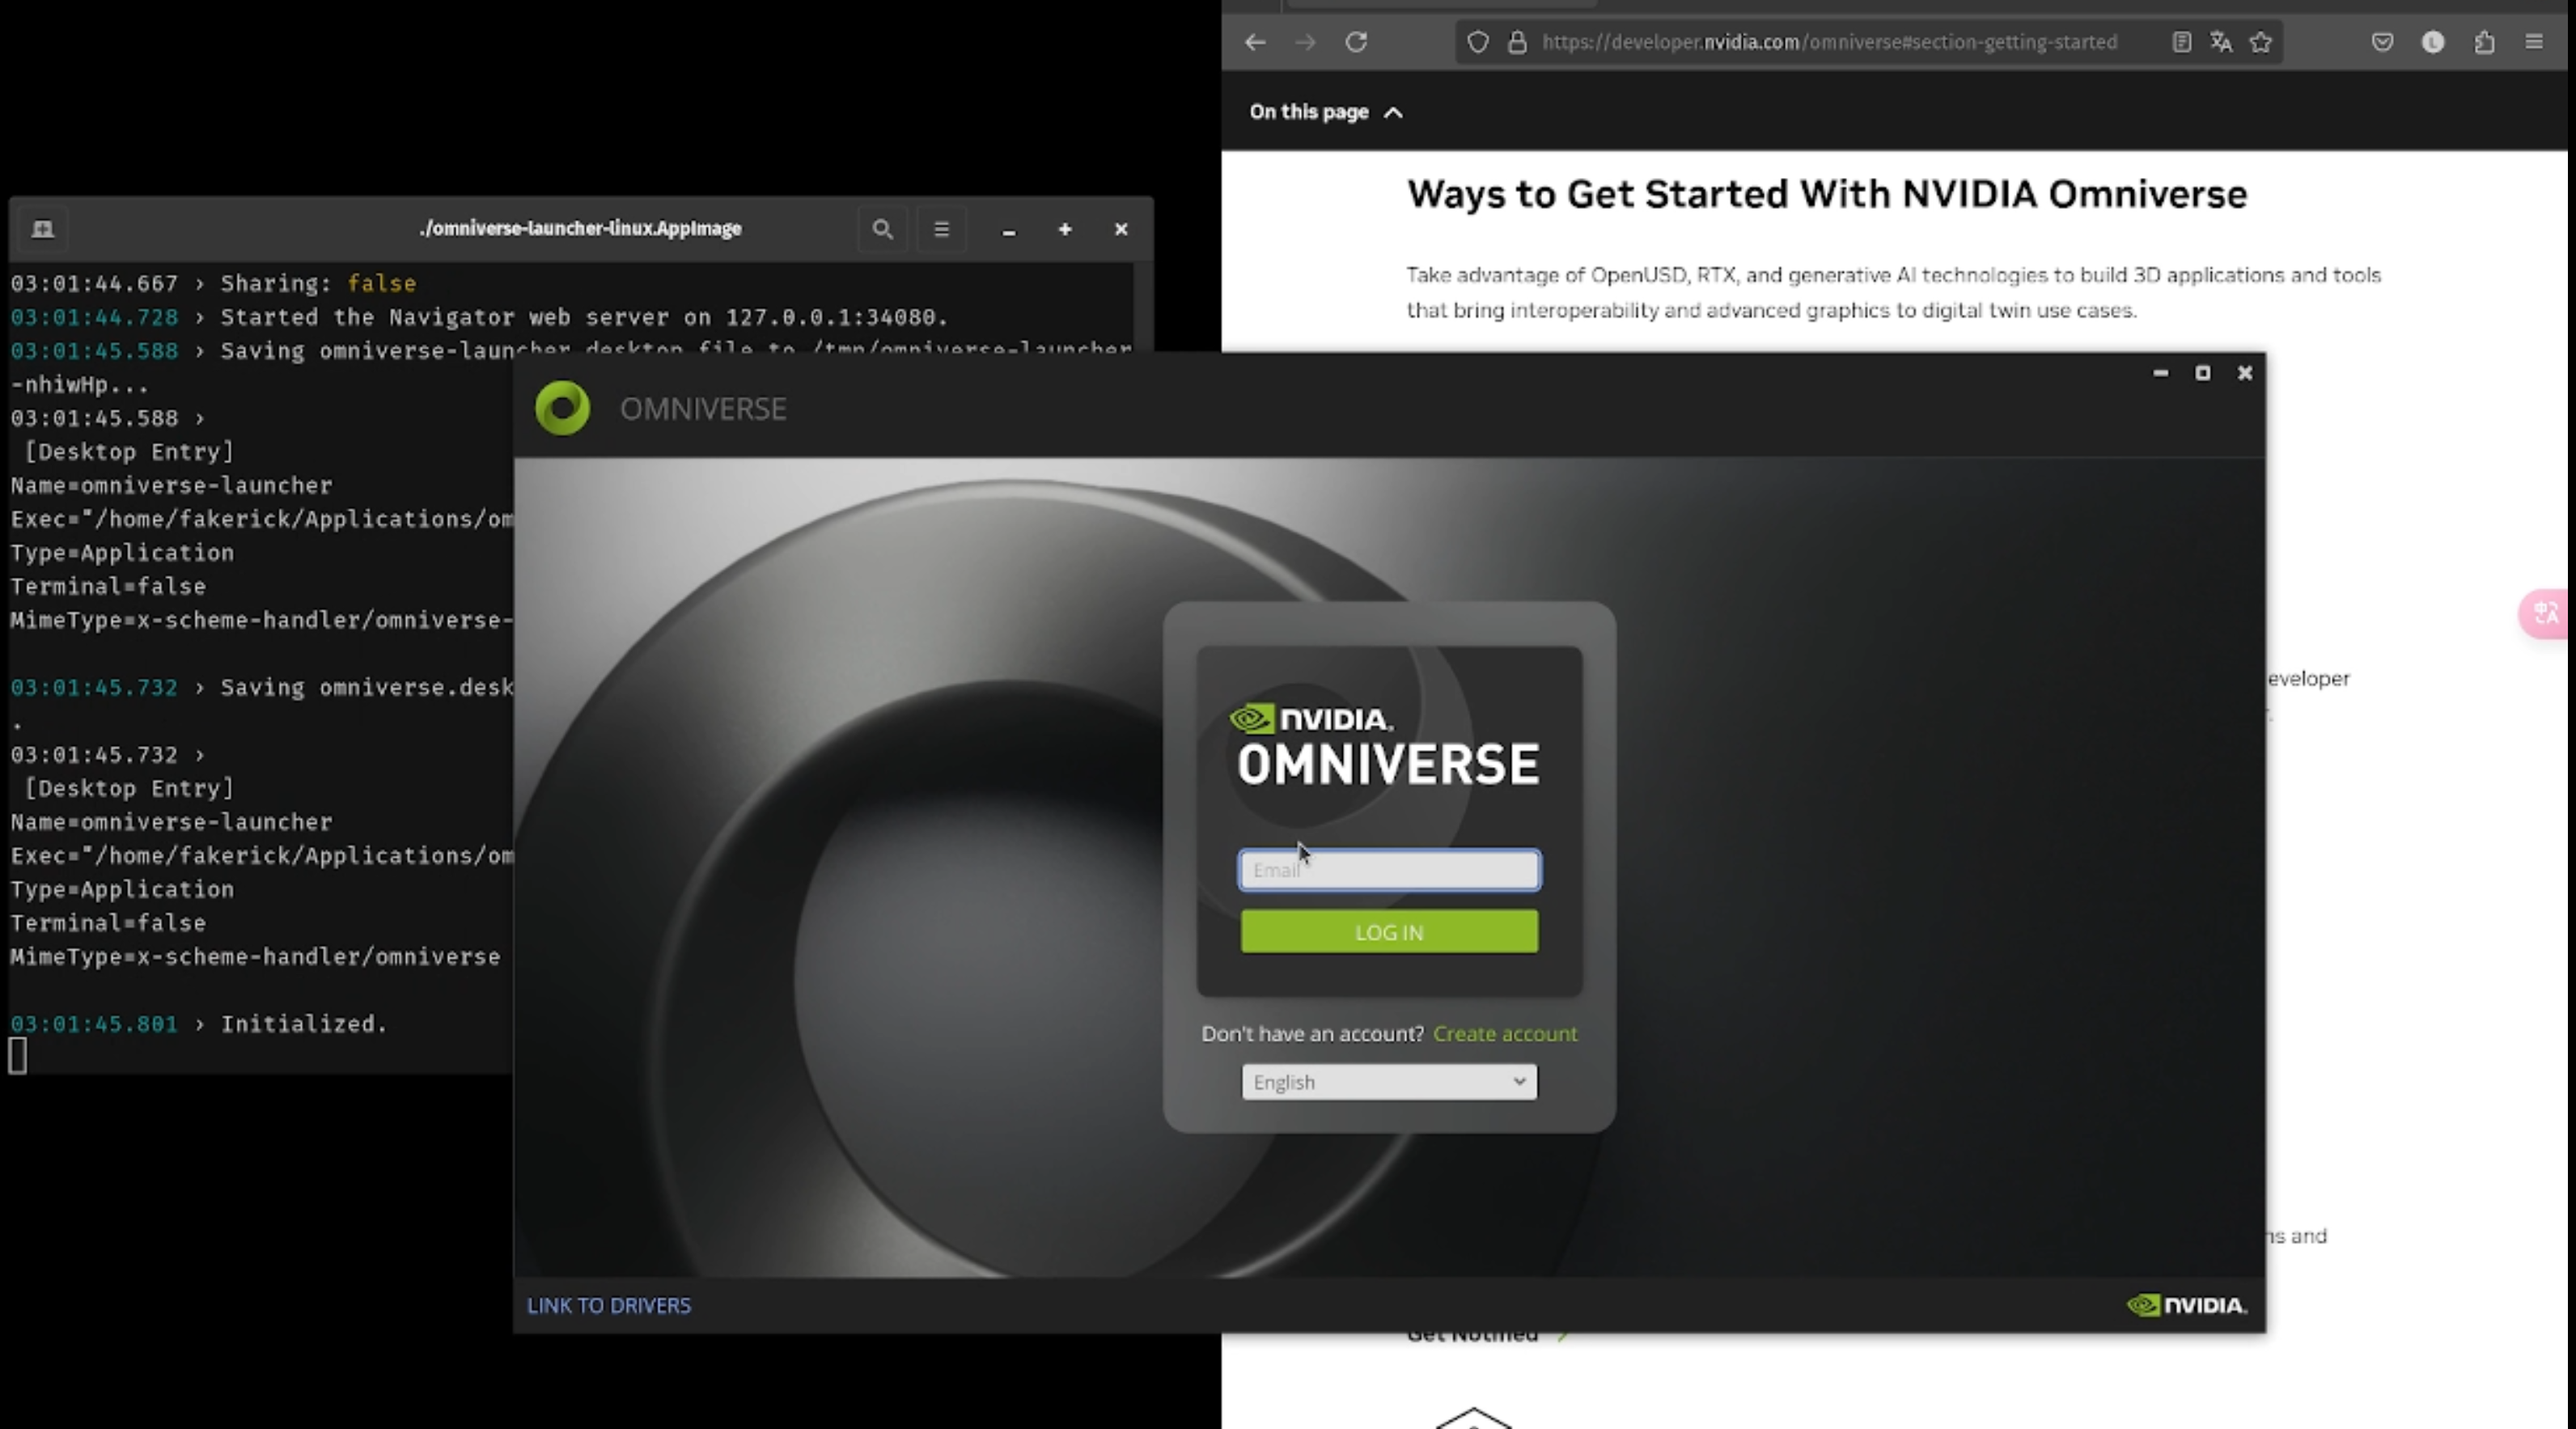 ./omniverse-launcher-linux.AppImage
03:01:44.667 › Sharing: false
03:01:44.728 › Started the Navigator web server on 127.0.0.1:34080.
03:01:45.588 › Saving omniverse-launcher desktop file to /tmp/omniverse-launcher
-nhiwHp...
03:01:45.588 ›
[Desktop Entry]
Name=omniverse-launcher
Exec="/home/fakerick/Applications/om
Type=Application
Terminal=false
MimeType=x-scheme-handler/omniverse-
03:01:45.732 › Saving omniverse.desk
.
03:01:45.732 ›
[Desktop Entry]
Name=omniverse-launcher
Exec="/home/fakerick/Applications/om
Type=Application
Terminal=false
MimeType=x-scheme-handler/omniverse
03:01:45.801 › Initialized.
https://developer.nvidia.com/omniverse#section-getting-started
L
On this page
Ways to Get Started With NVIDIA Omniverse
Take advantage of OpenUSD, RTX, and generative AI technologies to build 3D applications and tools
that bring interoperability and advanced graphics to digital twin use cases.
eveloper
ns and
Get Notified
OMNIVERSE
NVIDIA.
OMNIVERSE
Email
LOG IN
Don't have an account? Create account
English
LINK TO DRIVERS
NVIDIA.